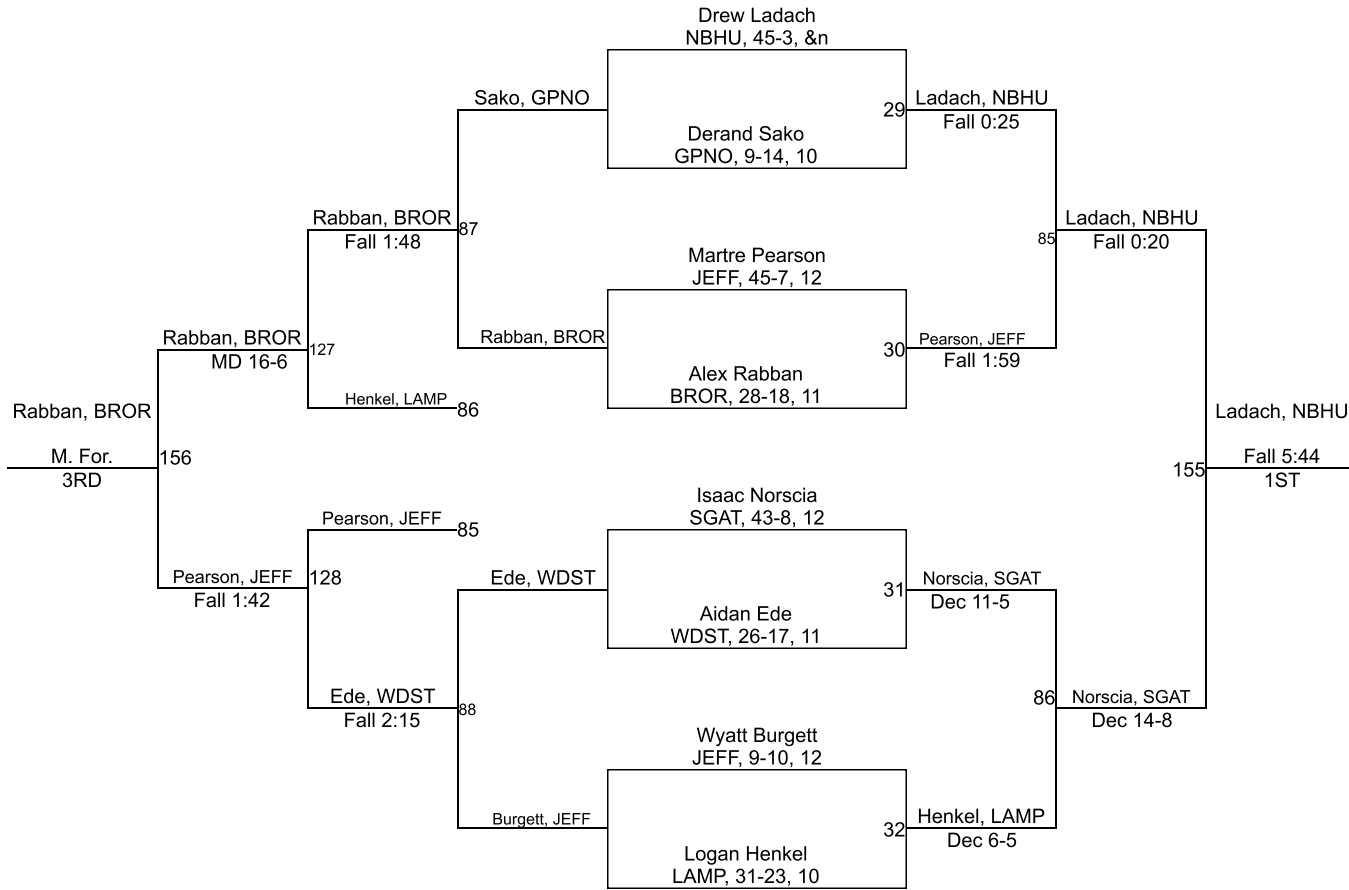 Drew Ladach
NBHU, 45-3, &n
Sako, GPNO
29
Ladach, NBHU
Fall 0:25
Derand Sako
GPNO, 9-14, 10
Rabban, BROR
87
Fall 1:48
Ladach, NBHU
85
Fall 0:20
Martre Pearson
JEFF, 45-7, 12
Rabban, BROR
MD 16-6
127
Rabban, BROR
30
Pearson, JEFF
Fall 1:59
Alex Rabban
BROR, 28-18, 11
Henkel, LAMP
86
Rabban, BROR
M. For.
3RD
156
Ladach, NBHU
155
Fall 5:44
1ST
Isaac Norscia
SGAT, 43-8, 12
Pearson, JEFF
85
Pearson, JEFF
128
Fall 1:42
Ede, WDST
31
Norscia, SGAT
Dec 11-5
Aidan Ede
WDST, 26-17, 11
Ede, WDST
88
Fall 2:15
86
Norscia, SGAT
Dec 14-8
Wyatt Burgett
JEFF, 9-10, 12
Burgett, JEFF
32
Henkel, LAMP
Dec 6-5
Logan Henkel
LAMP, 31-23, 10